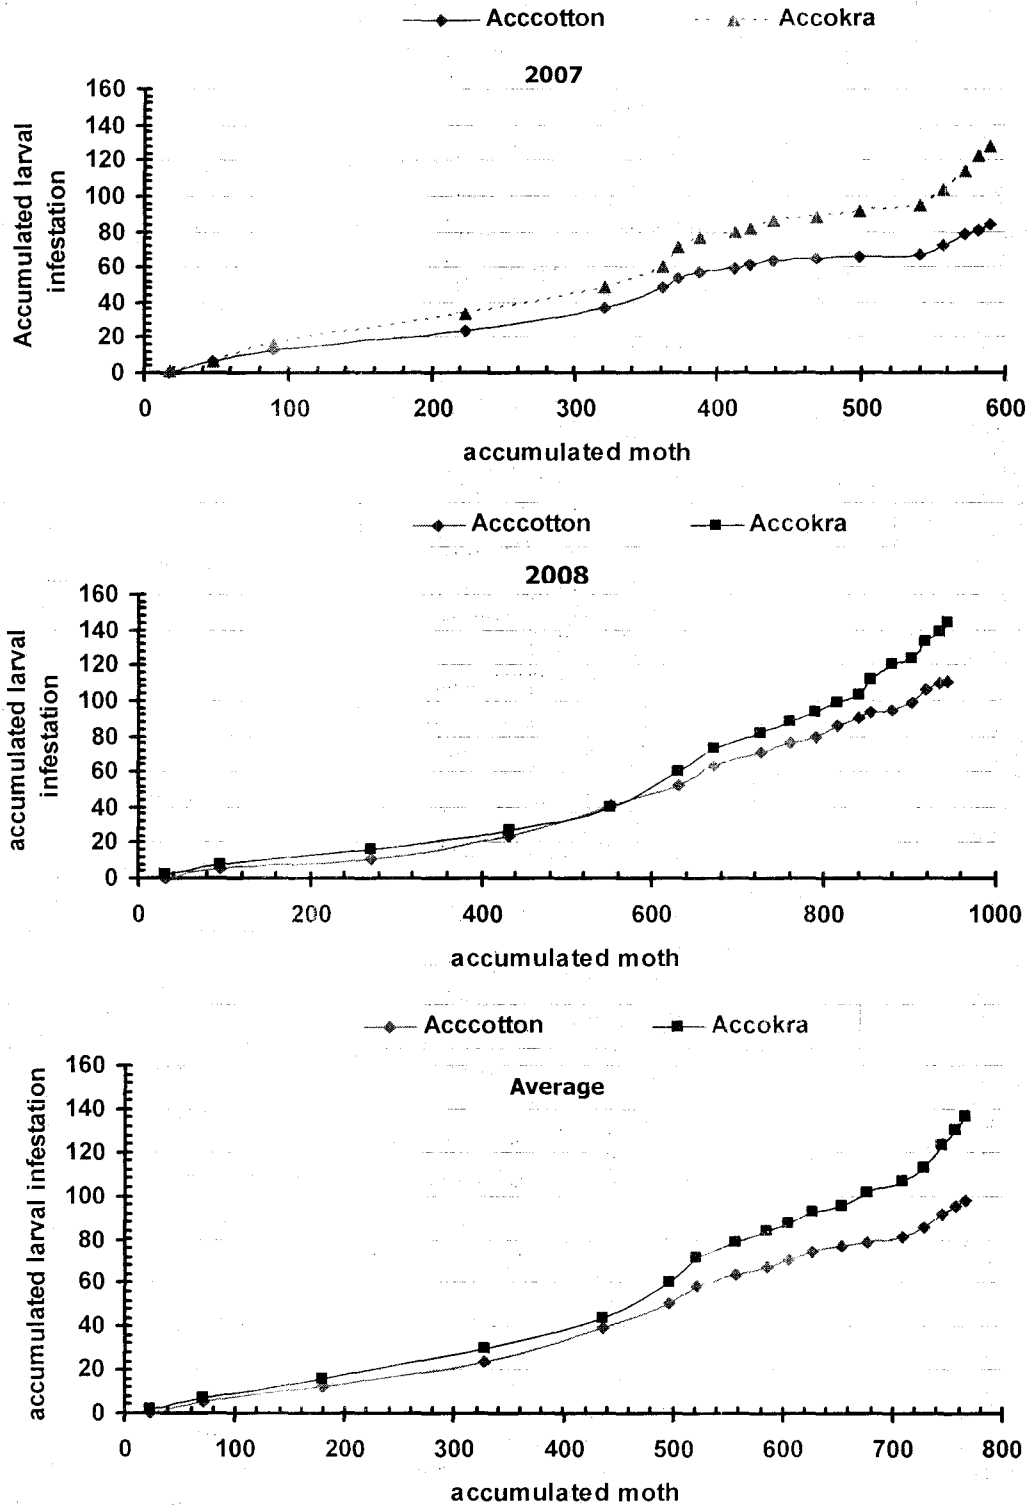 Acccotton Accokra
2007
Accumulated larval
infestation
160
140
120
100
80
60
40
20
0
0 100 200 300 400 500 600
accumulated moth
Acccotton Accokra
2008
accumulated larval
infestation
160
140
120
100
80
60
40
20
0
0 200 400 600 800 1000
accumulated moth
Acccotton Accokra
Average
accumulated larval infestation
160
140
120
100
80
60
40
20
0
0 100 200 300 400 500 600 700 800
accumulated moth